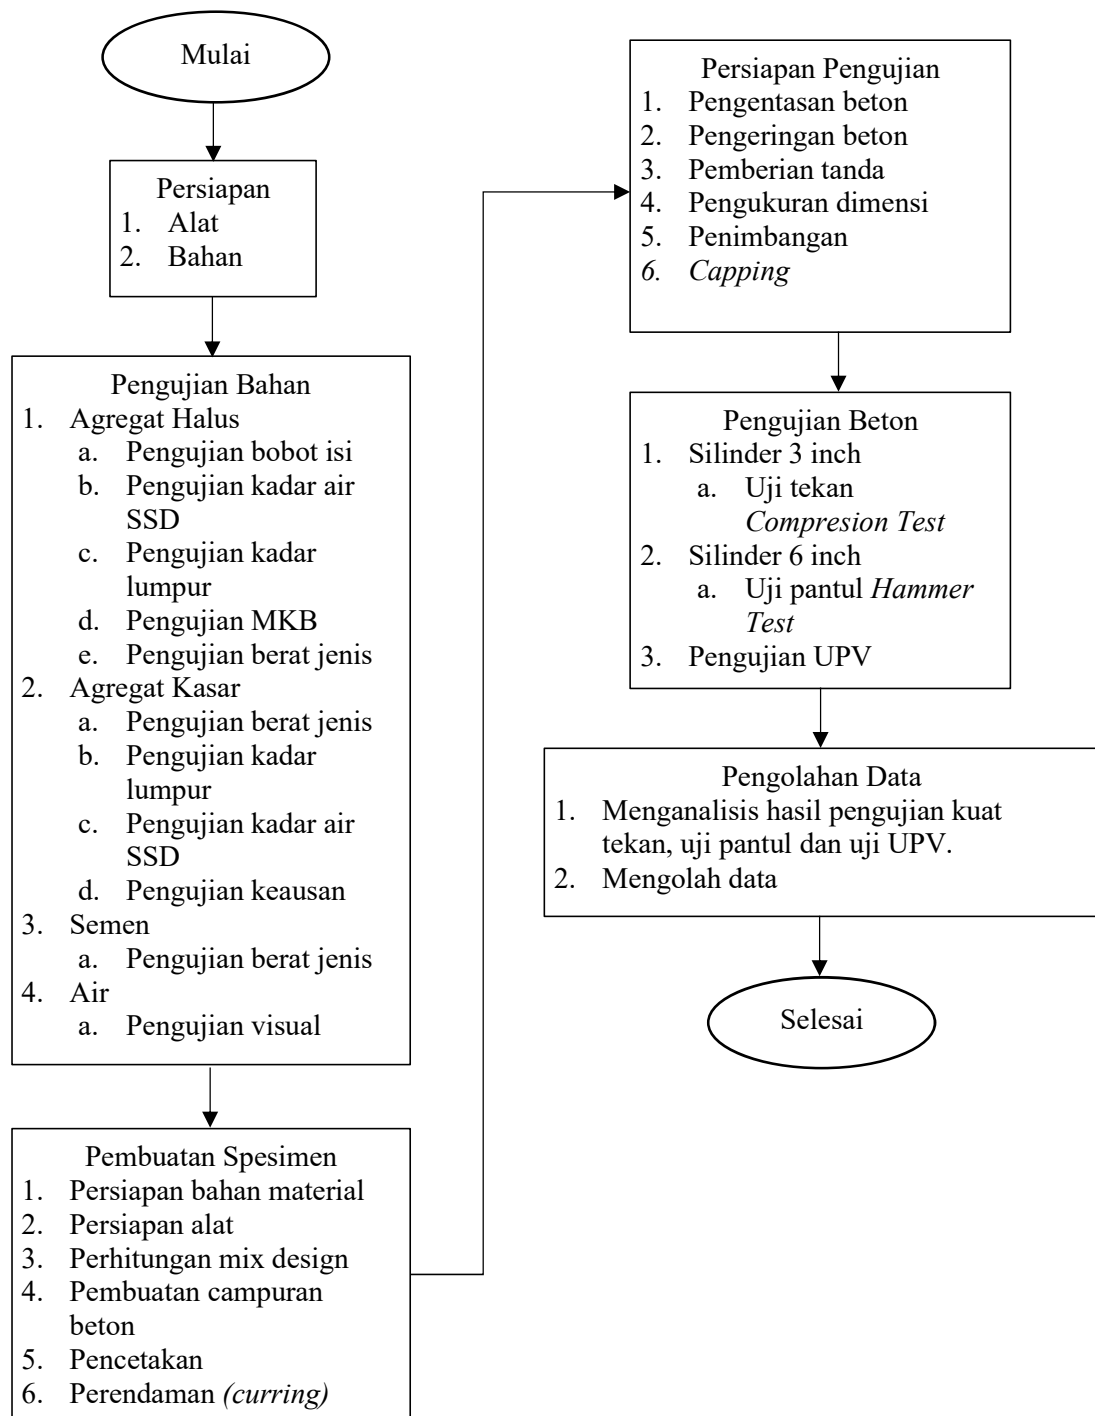 Mulai
Persiapan
1. Alat
2. Bahan
Pengujian Bahan
1. Agregat Halus
a. Pengujian bobot isi
b. Pengujian kadar air
SSD
c. Pengujian kadar
lumpur
d. Pengujian MKB
e. Pengujian berat jenis
2. Agregat Kasar
a. Pengujian berat jenis
b. Pengujian kadar
lumpur
c. Pengujian kadar air
SSD
d. Pengujian keausan
3. Semen
a. Pengujian berat jenis
4. Air
a. Pengujian visual
Pembuatan Spesimen
1. Persiapan bahan material
2. Persiapan alat
3. Perhitungan mix design
4. Pembuatan campuran
beton
5. Pencetakan
6. Perendaman (curring)
Persiapan Pengujian
1. Pengentasan beton
2. Pengeringan beton
3. Pemberian tanda
4. Pengukuran dimensi
5. Penimbangan
6. Capping
Pengujian Beton
1. Silinder 3 inch
a. Uji tekan
Compresion Test
2. Silinder 6 inch
a. Uji pantul Hammer
Test
3. Pengujian UPV
Pengolahan Data
1. Menganalisis hasil pengujian kuat
tekan, uji pantul dan uji UPV.
2. Mengolah data
Selesai